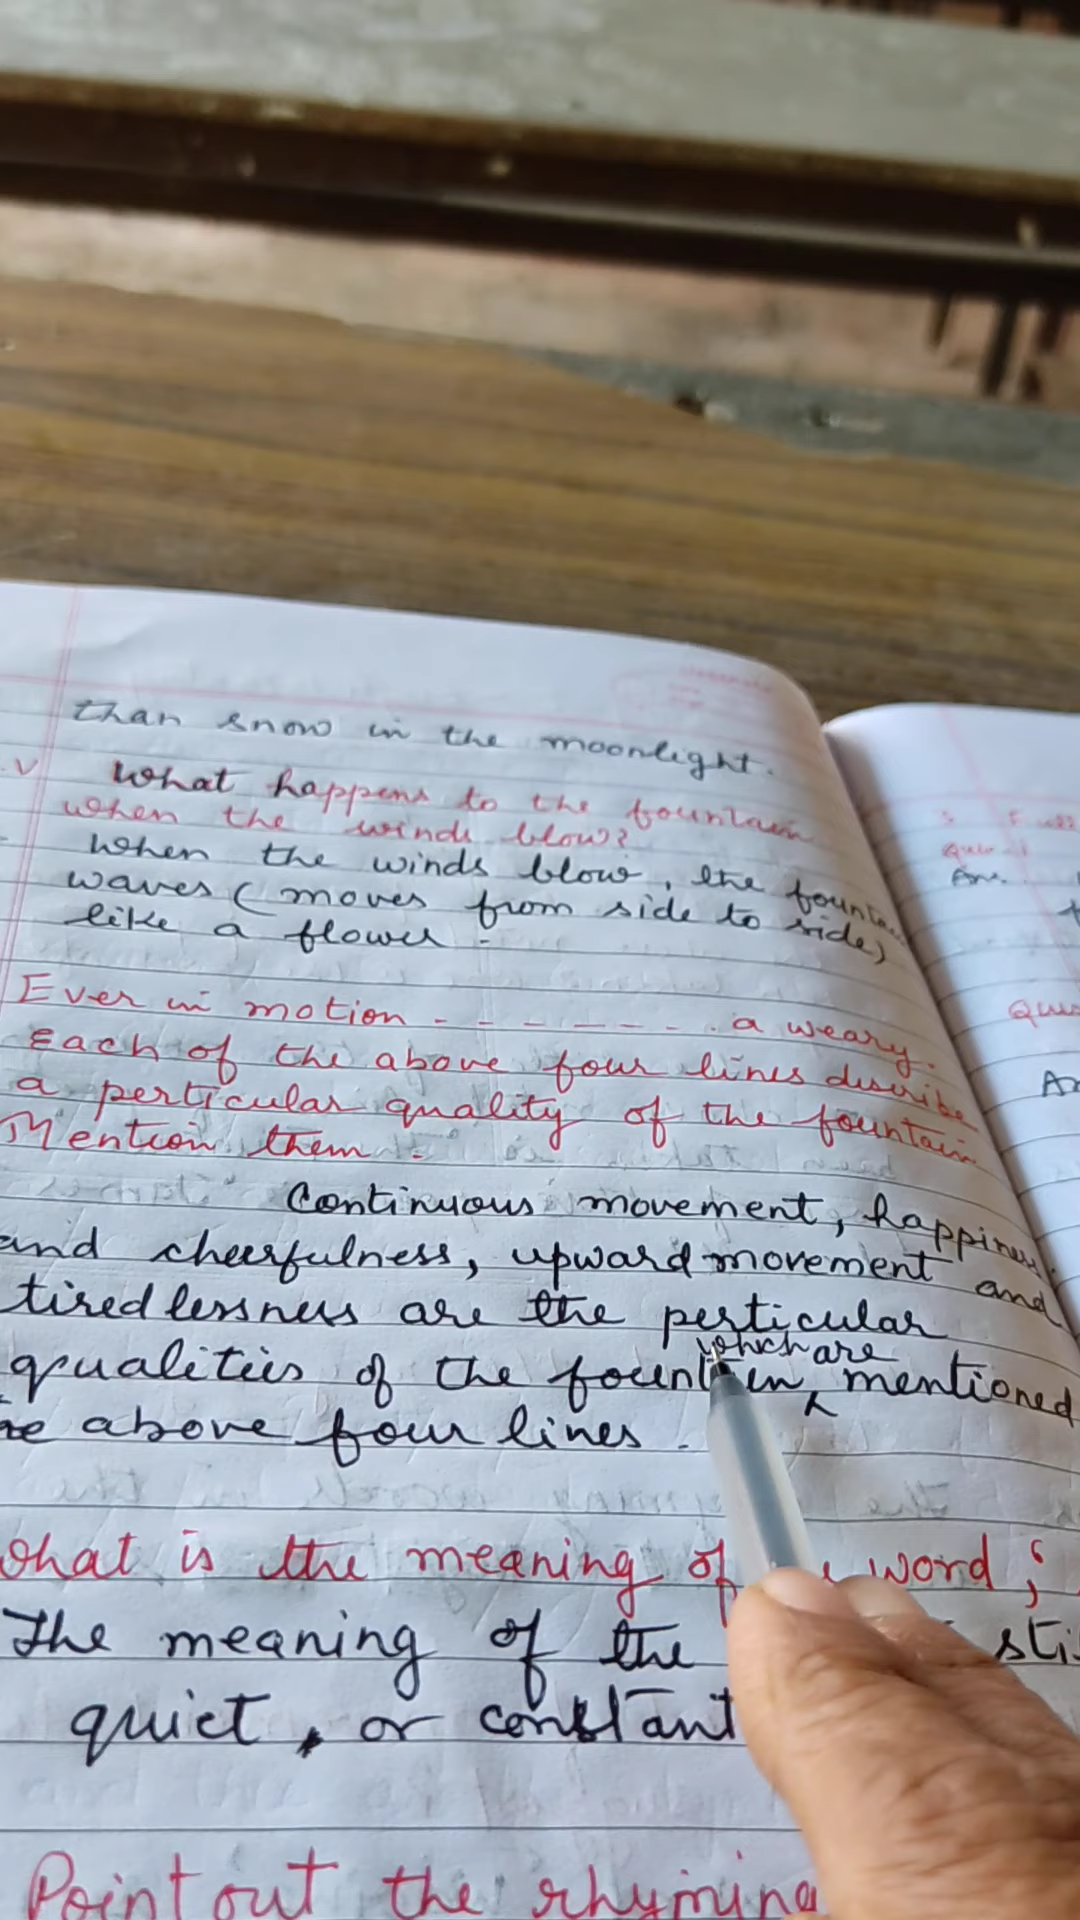 than snow in the moonlight.
v What happens to the fountain
when the winds blow?
when the winds blow, the fountain
waves (moves from side to side)
like a flower.
Ever in motion - - - - - - - a weary.
Each of the above four lines discribe
a perticular quality of the fountain.
Mention them.
Continuous movement, happiness
and cheerfulness, upward movement and
tiredlessness are the perticular
which are
qualities of the fountain, mentioned
above four lines.
what is the meaning of word,
The meaning of the
quiet, or constant
Point out the rhyming
Ans.